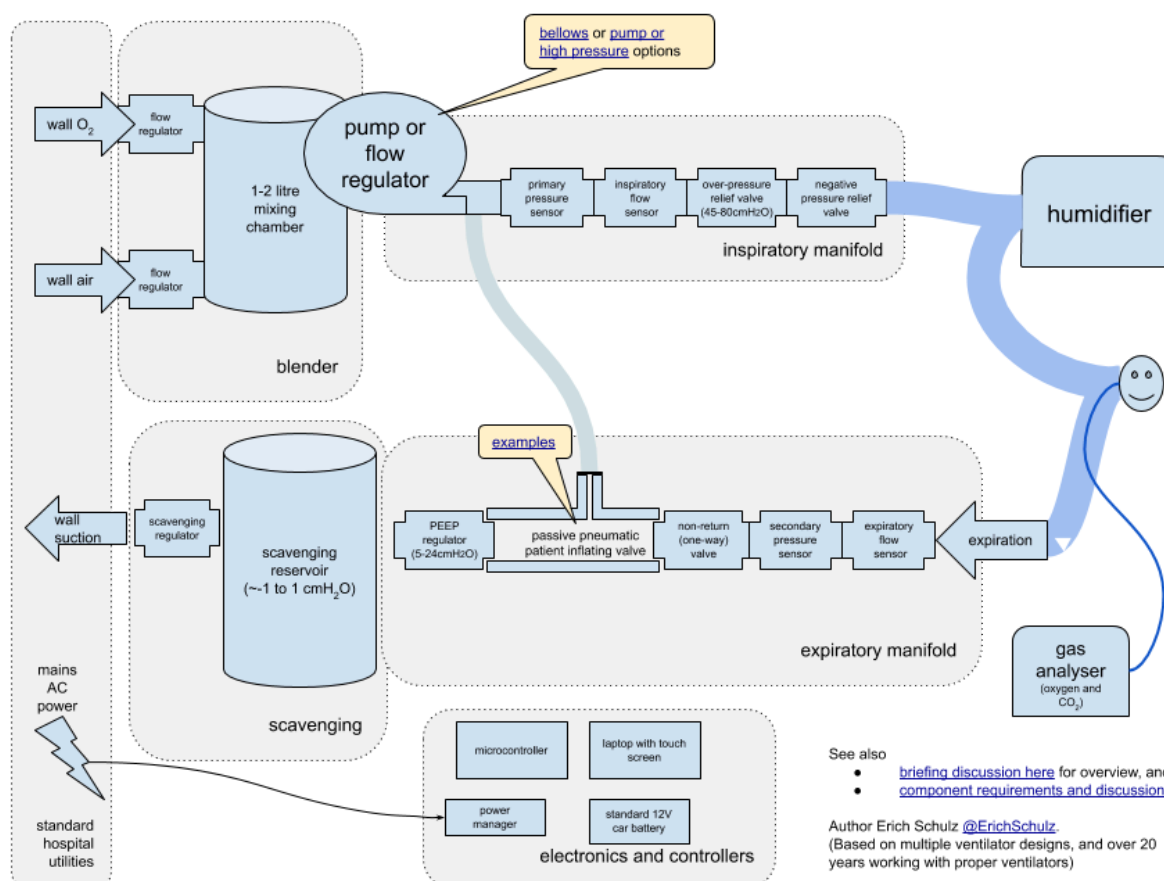 bellows or pump or
high pressure options
wall O2
flow
regulator
1-2 litre
mixing
chamber
pump or
flow
regulator
primary
pressure
sensor
inspiratory
flow
sensor
over-pressure
relief valve
(45-80cmH2O)
negative
pressure relief
valve
humidifier
inspiratory manifold
wall air
flow
regulator
blender
examples
wall
suction
scavenging
regulator
scavenging
reservoir
(~-1 to 1 cmH2O)
PEEP
regulator
(5-24cmH2O)
passive pneumatic
patient inflating valve
non-return
(one-way)
valve
secondary
pressure
sensor
expiratory
flow
sensor
expiration
expiratory manifold
gas
analyser
(oxygen and
CO2)
mains
AC
power
scavenging
microcontroller
laptop with touch
screen
power
manager
standard 12V
car battery
electronics and controllers
standard
hospital
utilities
See also
● briefing discussion here for overview, and
● component requirements and discussion
Author Erich Schulz @ErichSchulz.
(Based on multiple ventilator designs, and over 20
years working with proper ventilators)